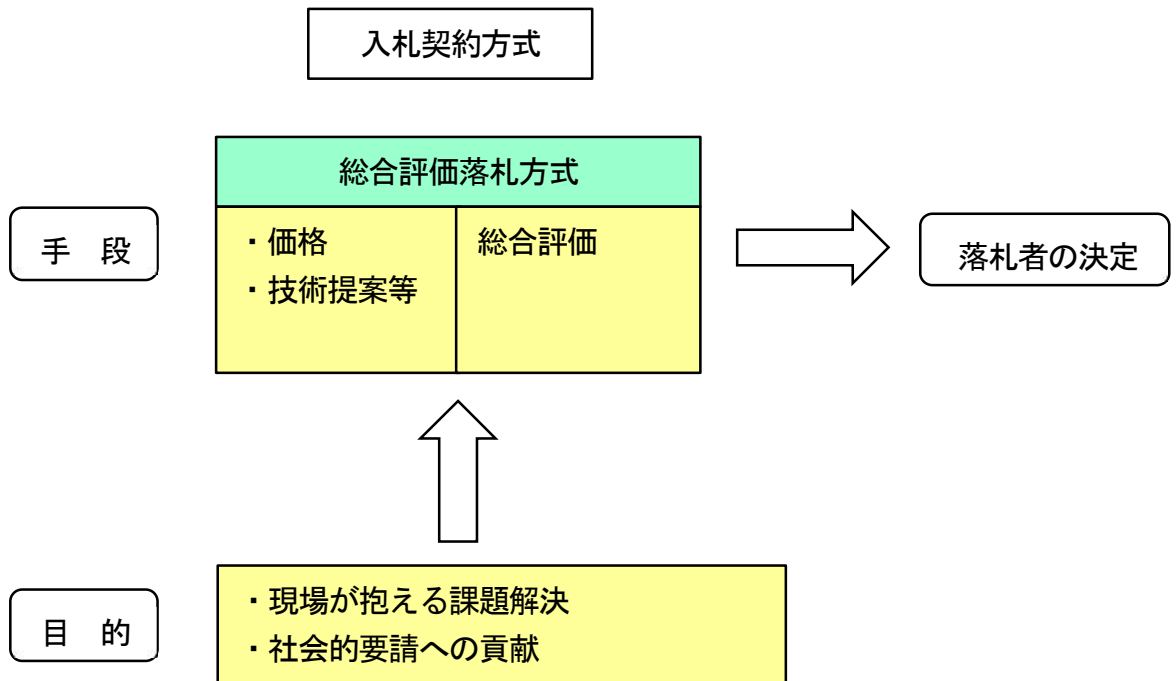 入札契約方式
総合評価落札方式
手　段
・価格
・技術提案等
総合評価
落札者の決定
目　的
・現場が抱える課題解決
・社会的要請への貢献